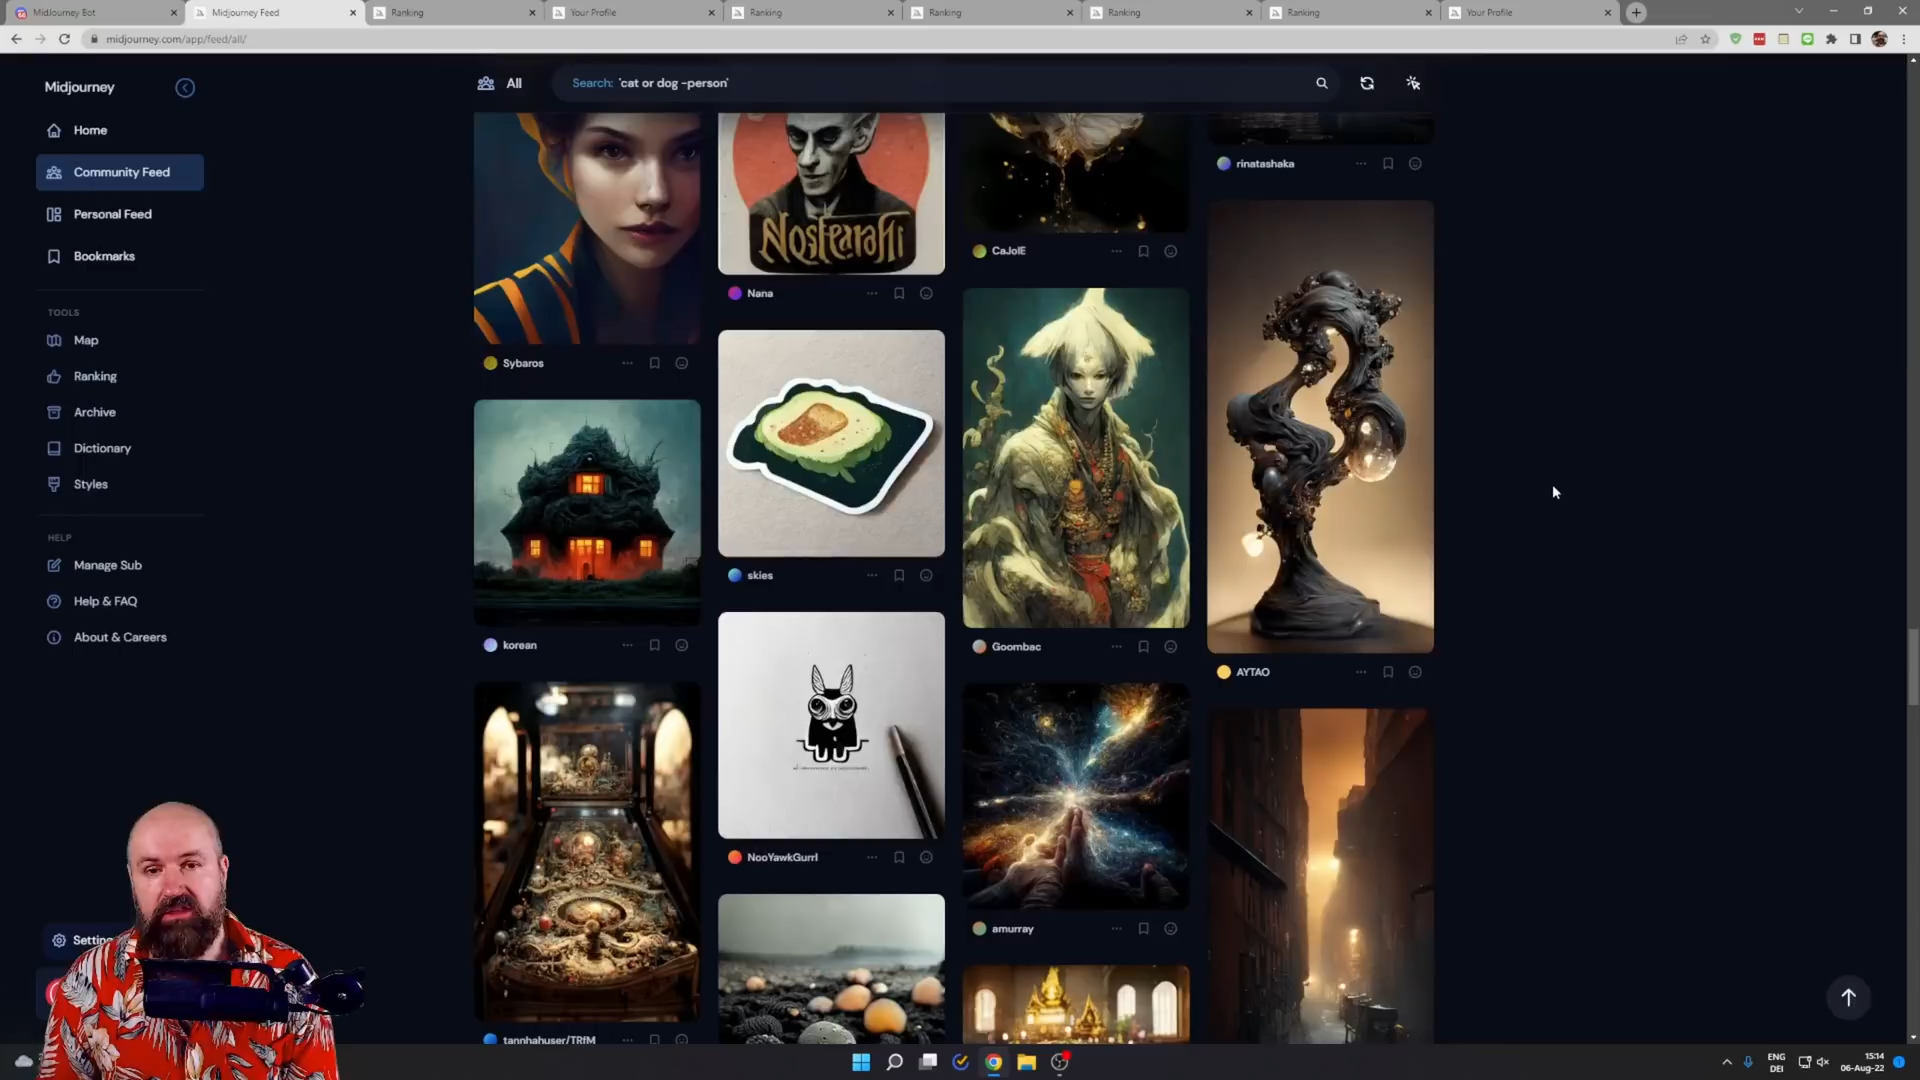 MidJourney Bot
Midjourney Feed
Ranking
Your Profile
Ranking
Ranking
Ranking
Ranking
Your Profile
midjourney.com/app/feed/all/
Midjourney
All
Search: 'cat or dog -person'
Home
Community Feed
Personal Feed
Bookmarks
TOOLS
Map
Ranking
Archive
Dictionary
Styles
HELP
Manage Sub
Help & FAQ
About & Careers
Setting
rinatashaka
CaJolE
Nana
Sybaros
skies
korean
Goombac
AYTAO
NooYawkGurrl
amurray
tannhahuser/TRfM
ENG
DEI
15:14
06-Aug-22